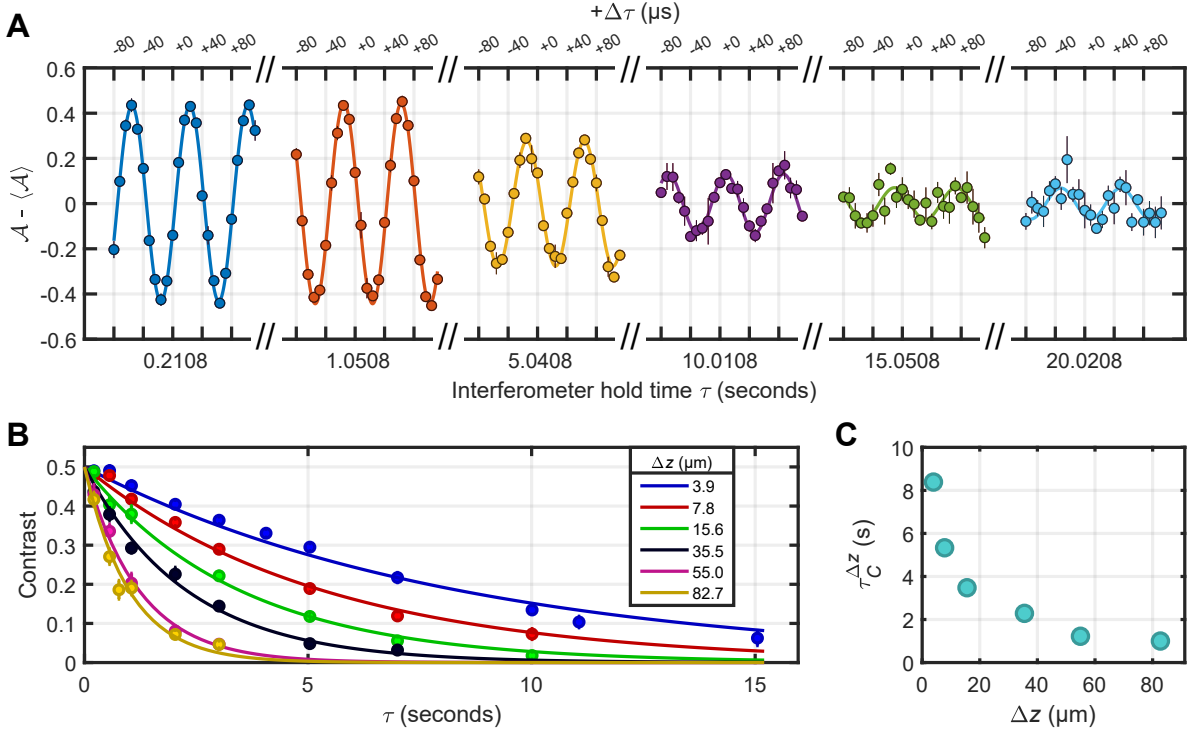 A
+Δτ (μs)
-80 -40 +0 +40 +80 -80 -40 +0 +40 +80 -80 -40 +0 +40 +80 -80 -40 +0 +40 +80 -80 -40 +0 +40 +80 -80 -40 +0 +40 +80
0.6
0.4
0.2
0
-0.2
-0.4
-0.6
𝒜 - ⟨𝒜⟩
0.2108 1.0508 5.0408 10.0108 15.0508 20.0208
Interferometer hold time τ (seconds)
B
0.5
0.4
0.3
0.2
0.1
0
Contrast
Δz (μm)
3.9
7.8
15.6
35.5
55.0
82.7
0 5 10 15
τ (seconds)
C
10
8
6
4
2
0
τ_C^Δz (s)
0 20 40 60 80
Δz (μm)